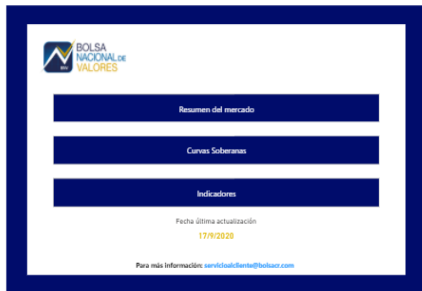 BOLSA
NACIONAL DE
VALORES
BNV
Resumen del mercado
Curvas Soberanas
Indicadores
Fecha última actualización
17/9/2020
Para más información: servicioalcliente@bolsacr.com